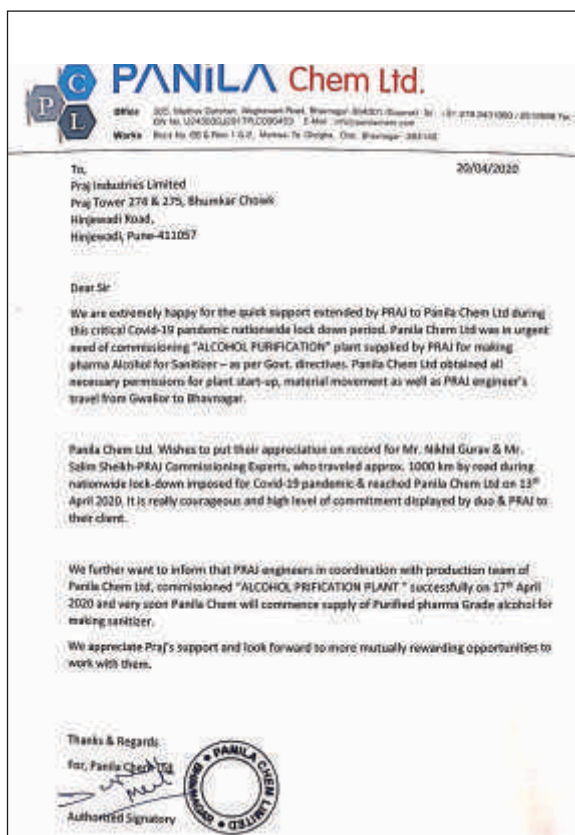 C
P
L
PANiLA Chem Ltd.
Office
Works
To,
20/04/2020
Praj Industries Limited
Praj Tower 274 & 275, Bhumkar Chowk
Hinjewadi Road,
Hinjewadi, Pune-411057
Dear Sir
We are extremely happy for the quick support extended by PRAJ to Panila Chem Ltd during
this critical Covid-19 pandemic nationwide lock down period. Panila Chem Ltd was in urgent
need of commissioning "ALCOHOL PURIFICATION" plant supplied by PRAJ for making
pharma Alcohol for Sanitizer – as per Govt. directives. Panila Chem Ltd obtained all
necessary permissions for plant start-up, material movement as well as PRAJ engineer's
travel from Gwalior to Bhavnagar.
Panila Chem Ltd. Wishes to put their appreciation on record for Mr. Nikhil Gurav & Mr.
Salim Sheikh-PRAJ Commissioning Experts, who traveled approx. 1000 km by road during
nationwide lock-down imposed for Covid-19 pandemic & reached Panila Chem Ltd on 13th
April 2020. It is really courageous and high level of commitment displayed by duo & PRAJ to
their client.
We further want to inform that PRAJ engineers in coordination with production team of
Panila Chem Ltd, commissioned "ALCOHOL PRIFICATION PLANT " successfully on 17th April
2020 and very soon Panila Chem will commence supply of Purified pharma Grade alcohol for
making sanitizer.
We appreciate Praj's support and look forward to more mutually rewarding opportunities to
work with them.
Thanks & Regards
For, Panila Chem Ltd
Authorized Signatory
PANILA CHEM LIMITED